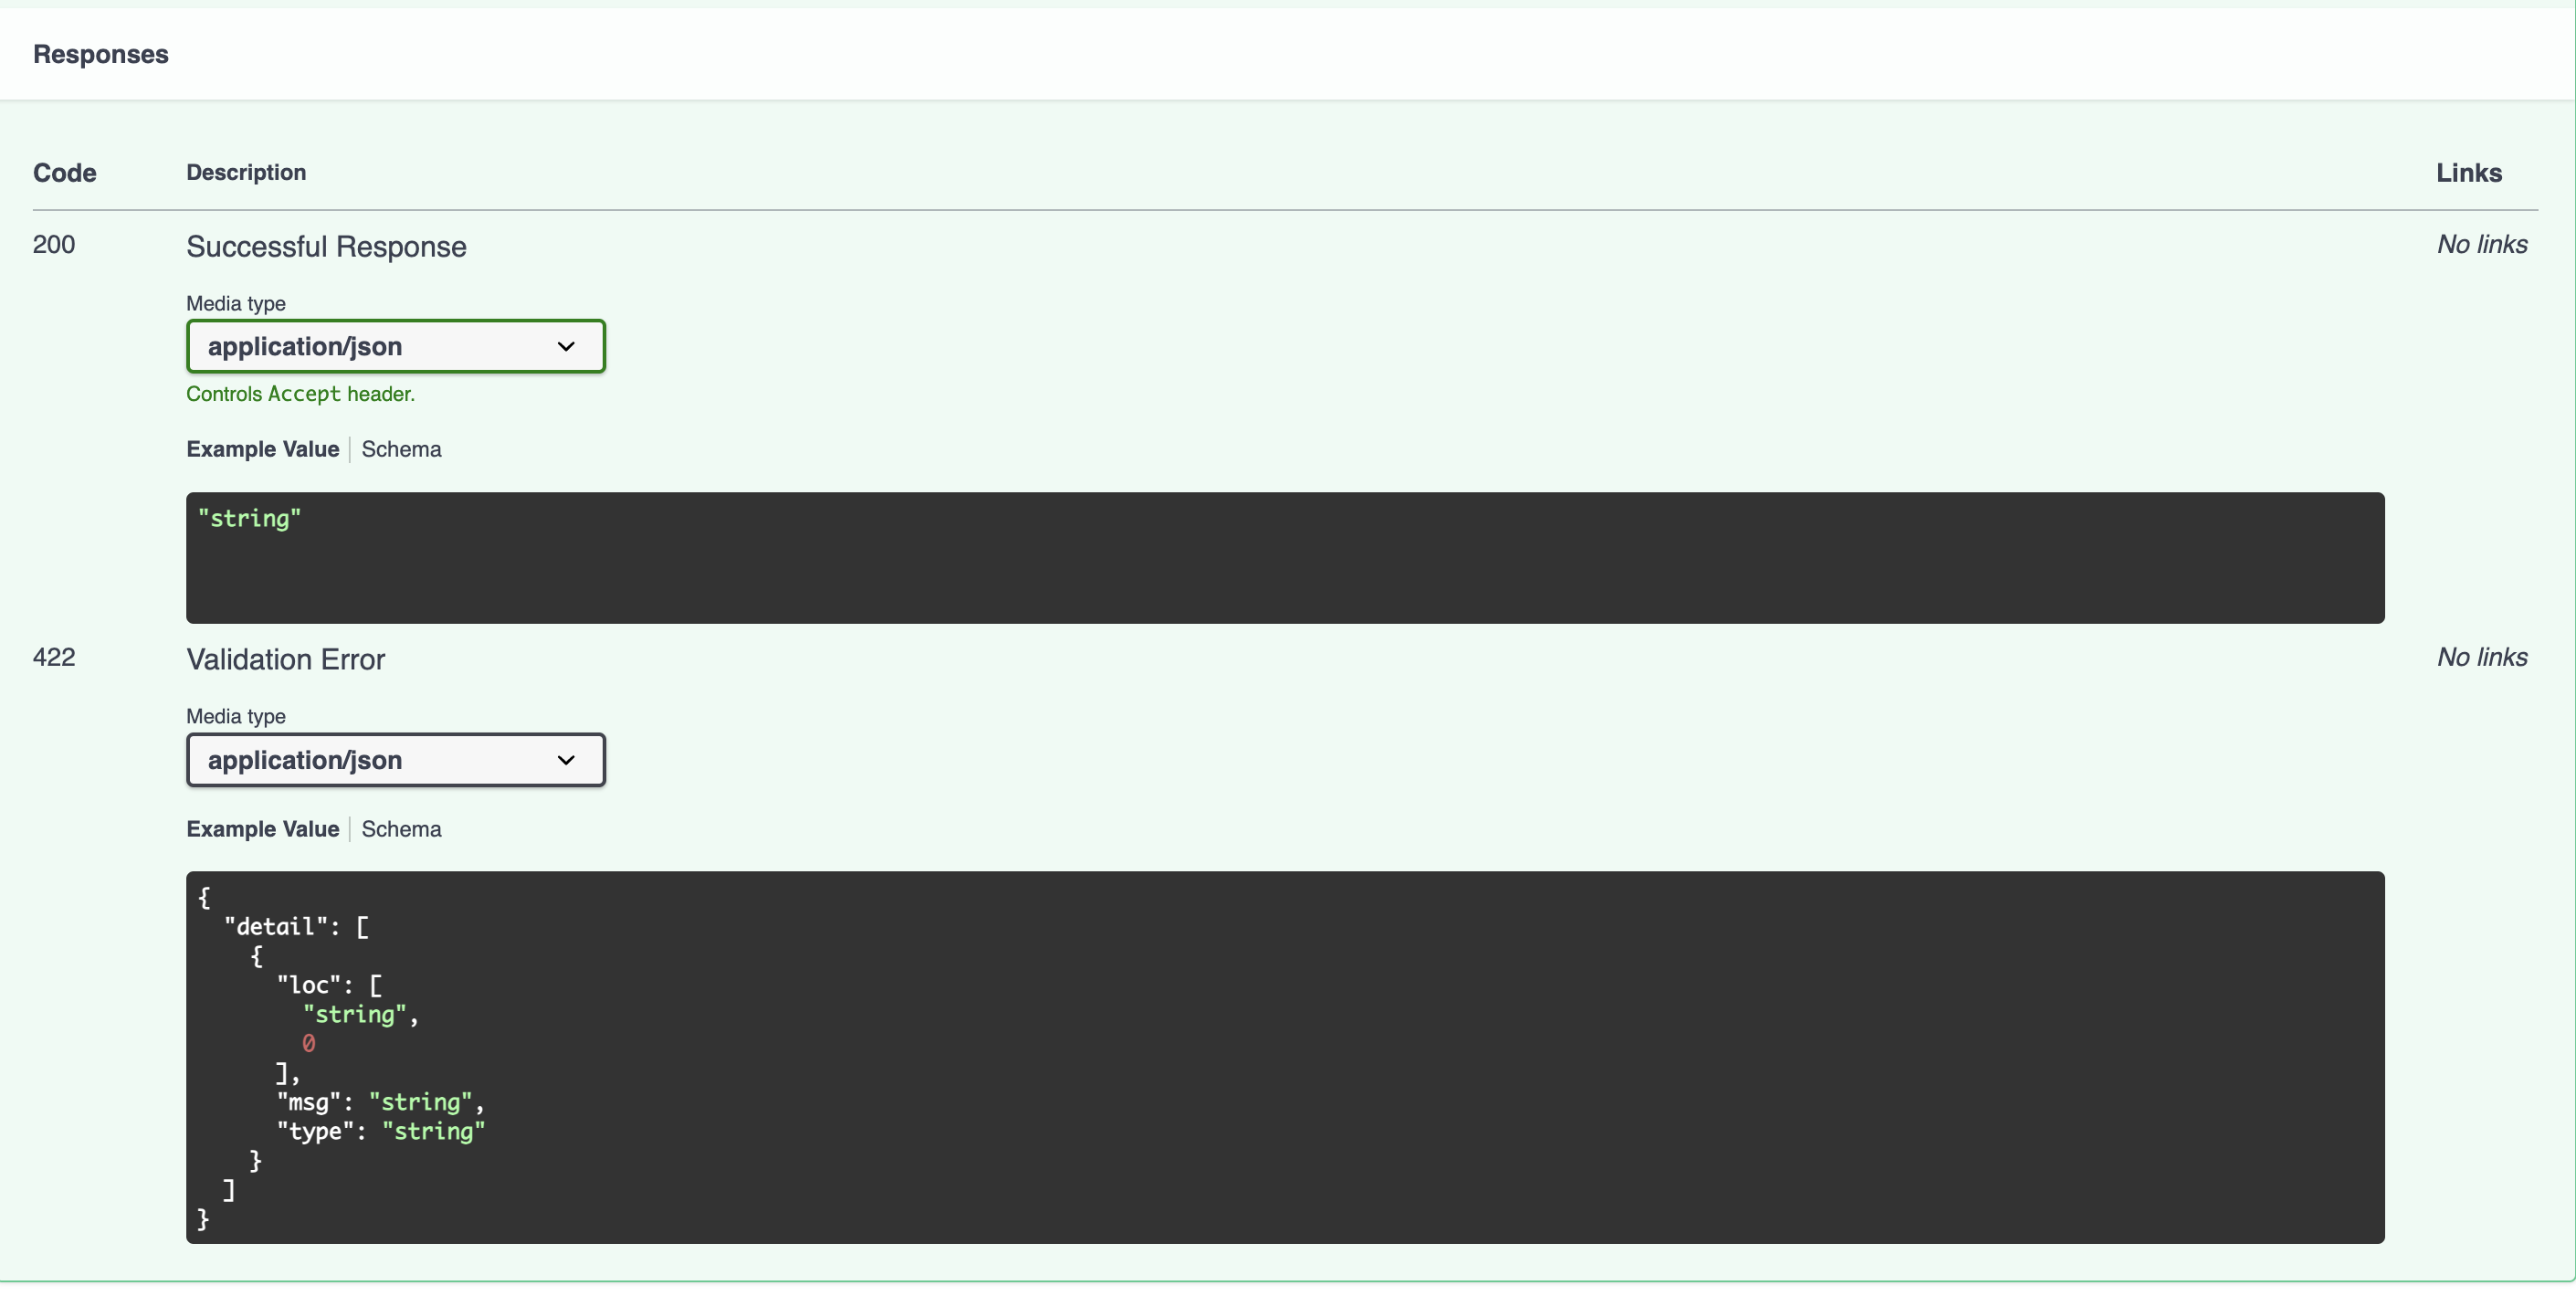 Responses
Code Description Links
200 Successful Response No links
Media type
application/json
Controls Accept header.
Example Value Schema
"string"
422 Validation Error No links
Media type
application/json
Example Value Schema
{
  "detail": [
    {
      "loc": [
        "string",
        0
      ],
      "msg": "string",
      "type": "string"
    }
  ]
}